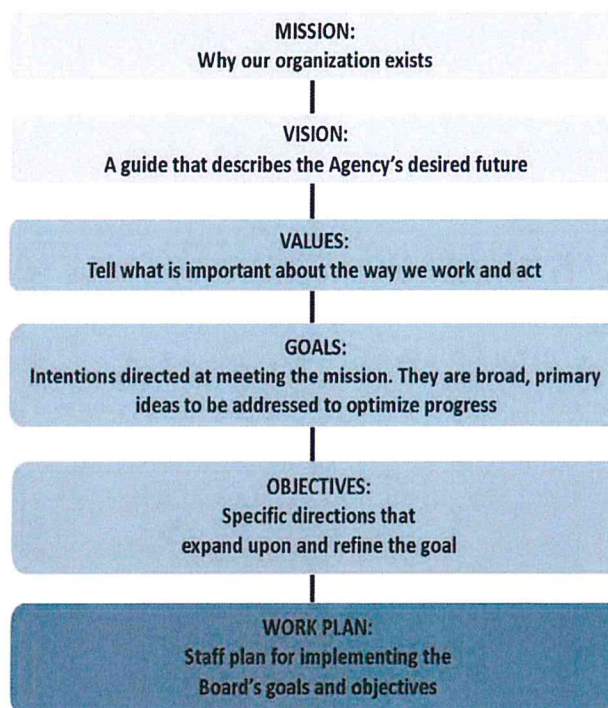 MISSION:
Why our organization exists
VISION:
A guide that describes the Agency's desired future
VALUES:
Tell what is important about the way we work and act
GOALS:
Intentions directed at meeting the mission. They are broad, primary
ideas to be addressed to optimize progress
OBJECTIVES:
Specific directions that
expand upon and refine the goal
WORK PLAN:
Staff plan for implementing the
Board's goals and objectives